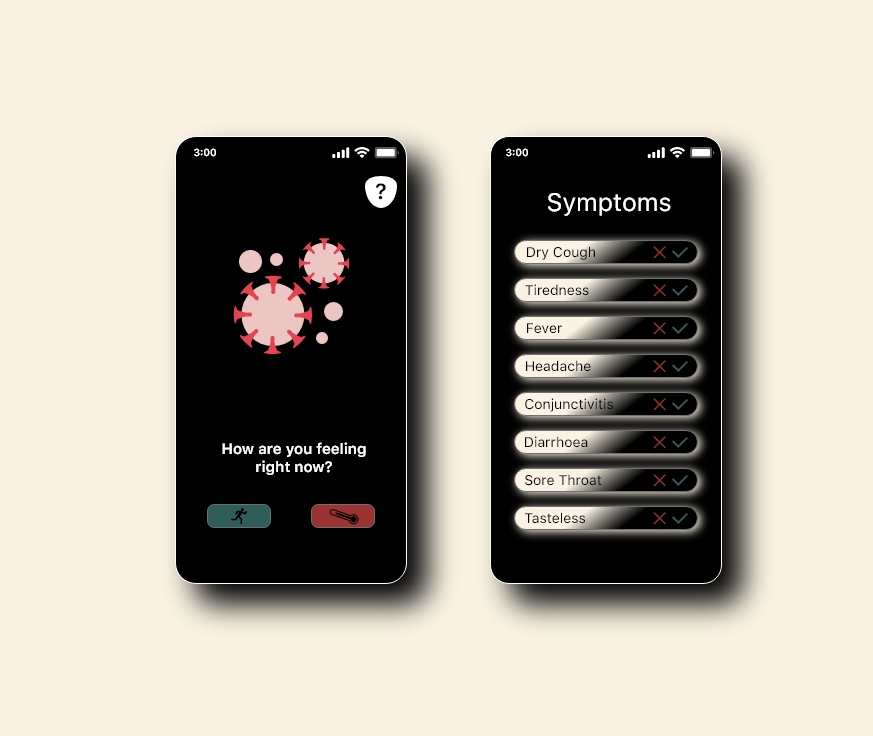 3:00
?
How are you feeling
right now?
3:00
Symptoms
Dry Cough
Tiredness
Fever
Headache
Conjunctivitis
Diarrhoea
Sore Throat
Tasteless